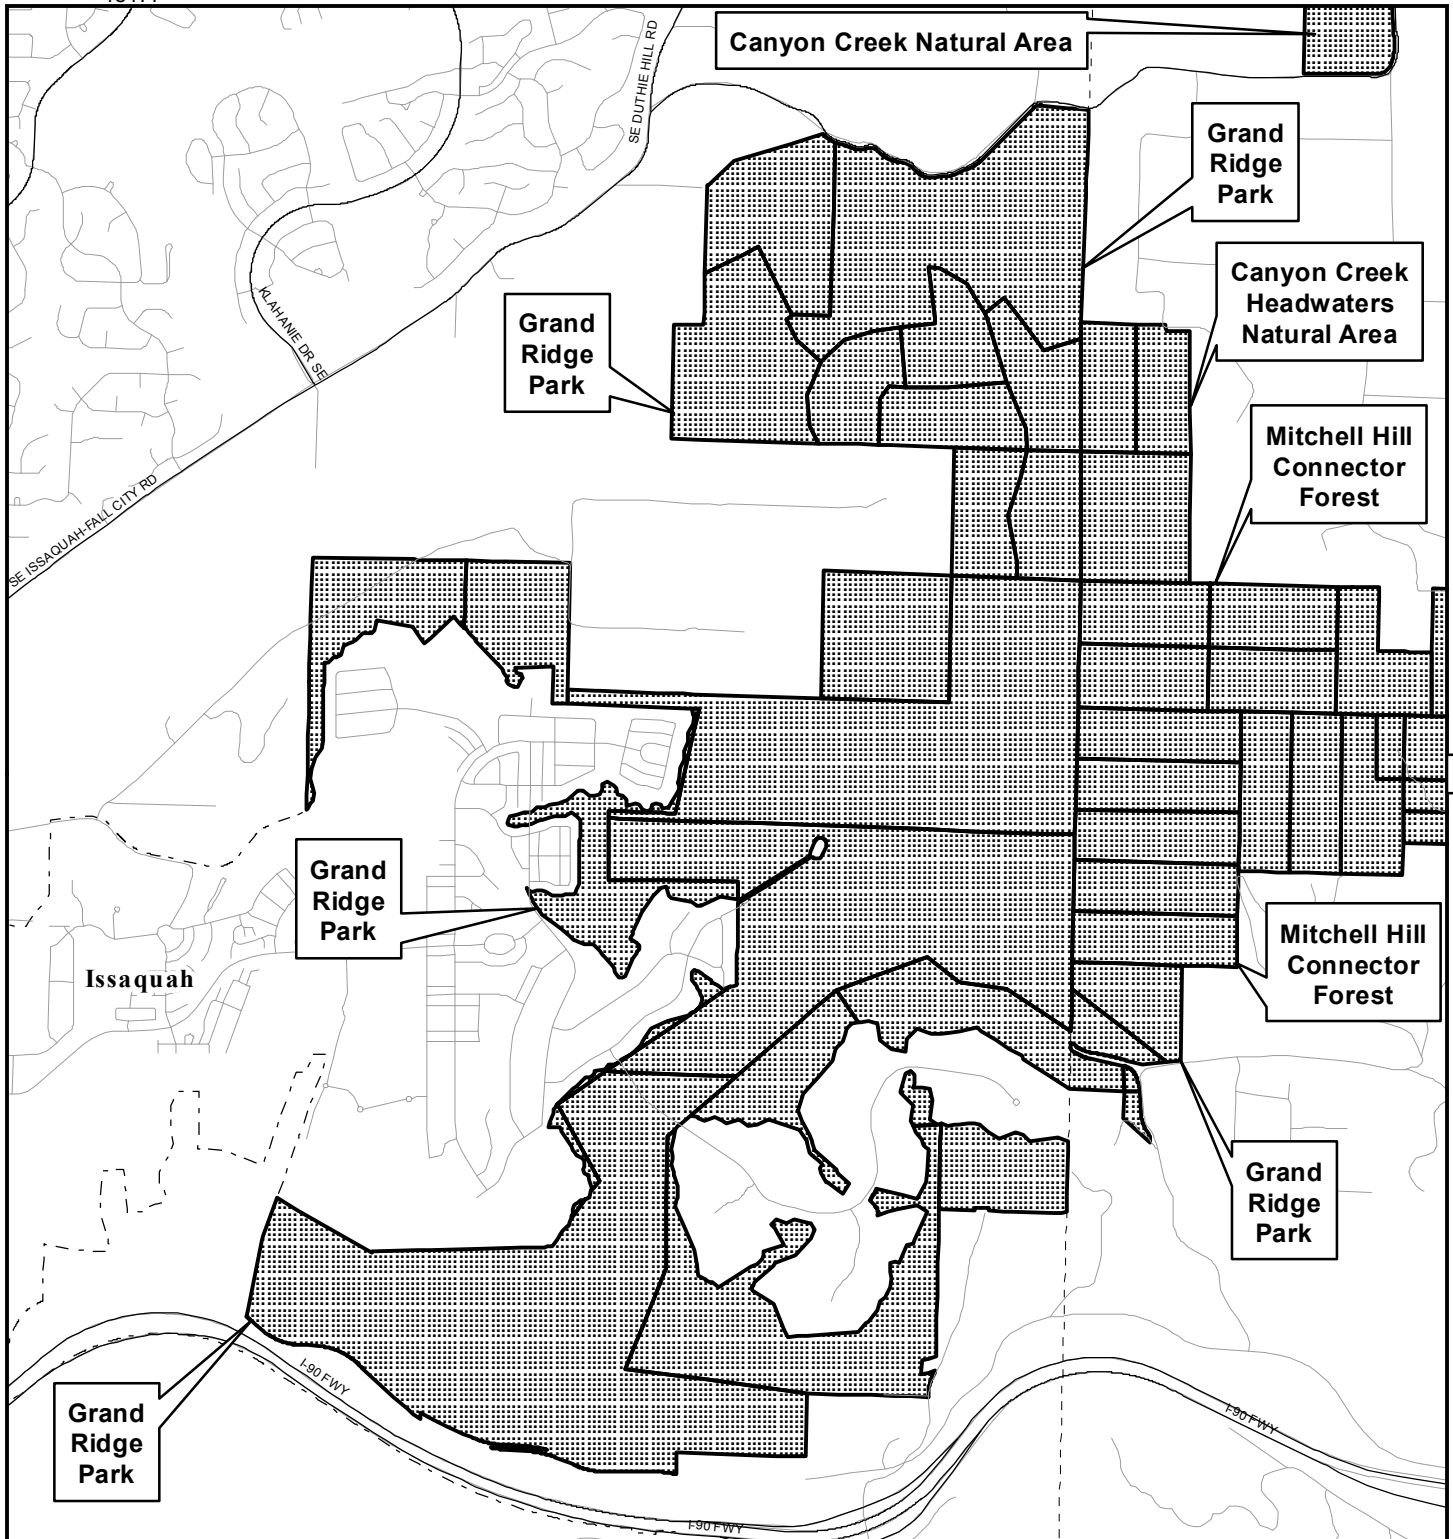 Canyon Creek Natural Area
SE DUTHIE HILL RD
Grand
Ridge
Park
Canyon Creek
Headwaters
Natural Area
KLAHANIE DR SE
Grand
Ridge
Park
Mitchell Hill
Connector
Forest
SE ISSAQUAH-FALL CITY RD
Grand
Ridge
Park
Mitchell Hill
Connector
Forest
Issaquah
Grand
Ridge
Park
I-90 FWY
Grand
Ridge
Park
I-90 FWY
I-90 FWY